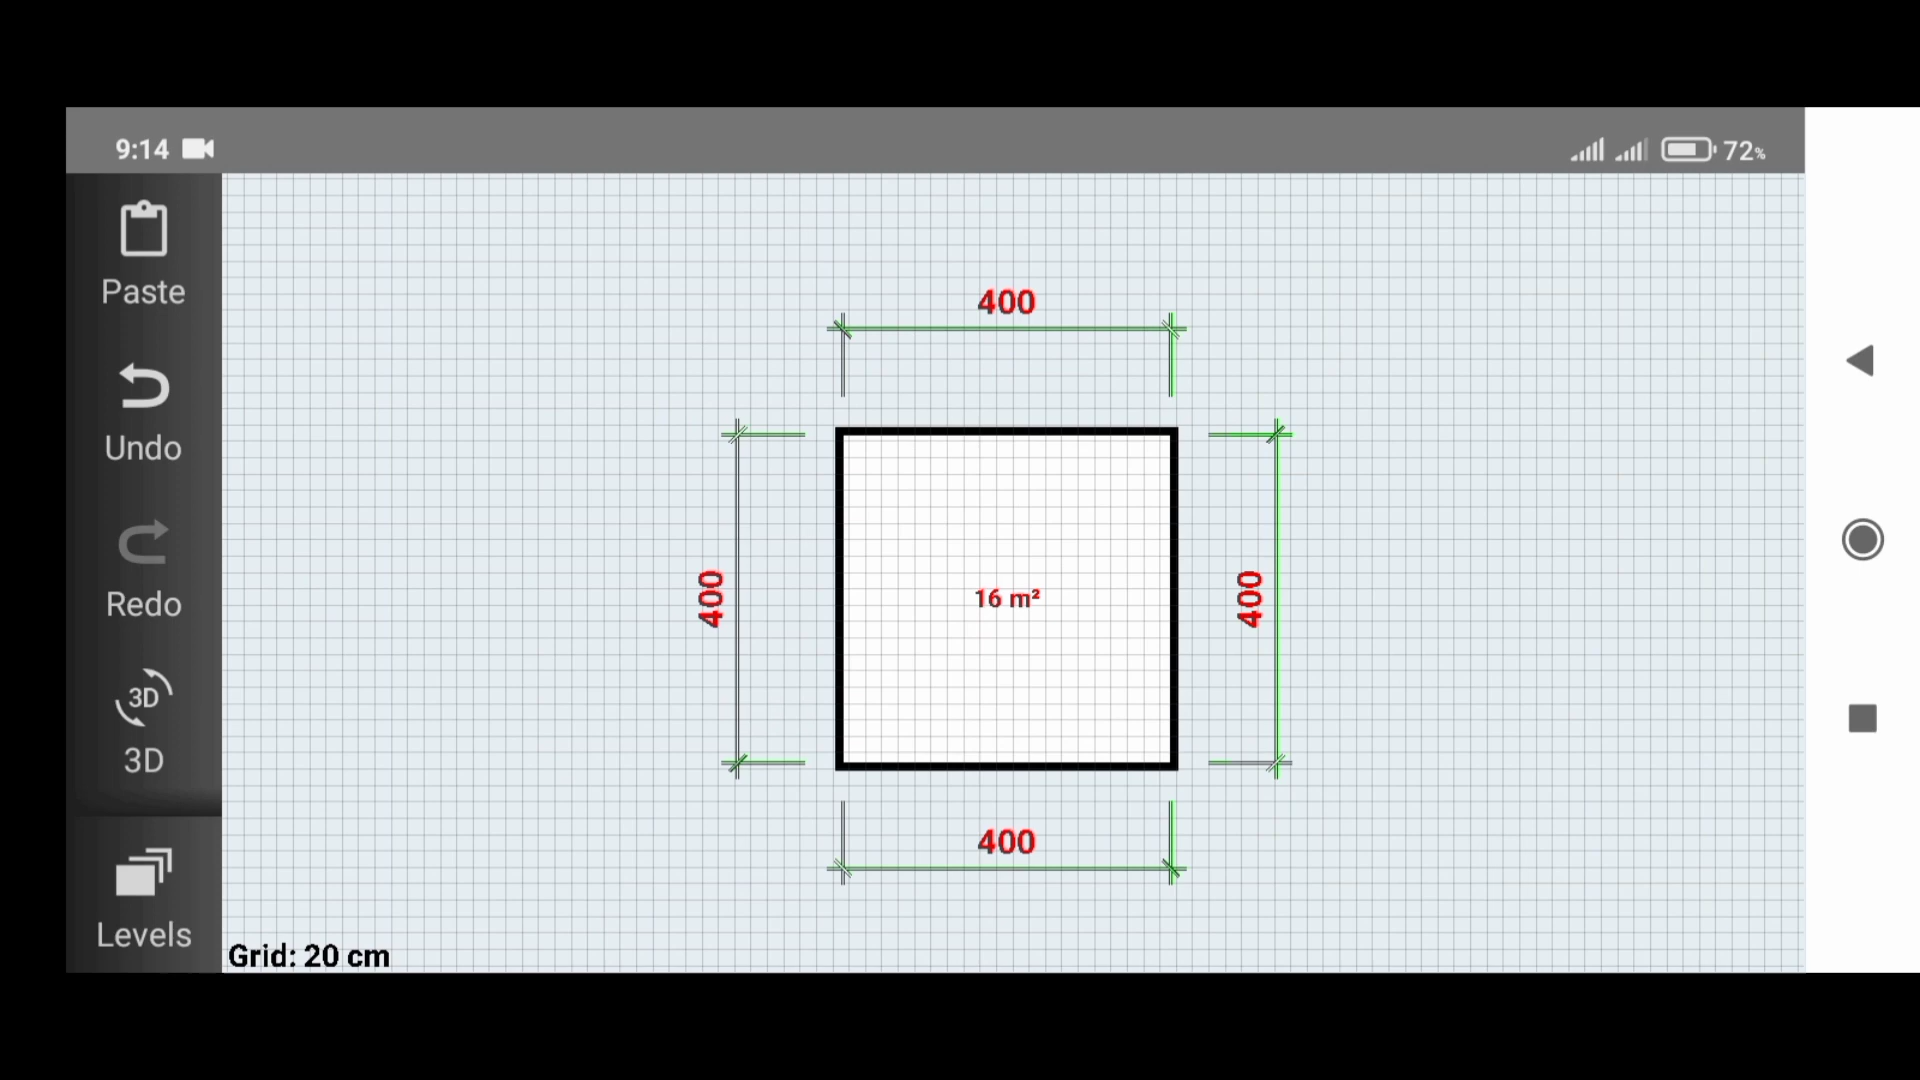 9:14
72%
Paste
Undo
Redo
3D
3D
Levels
400
400
16 m²
400
400
Grid: 20 cm